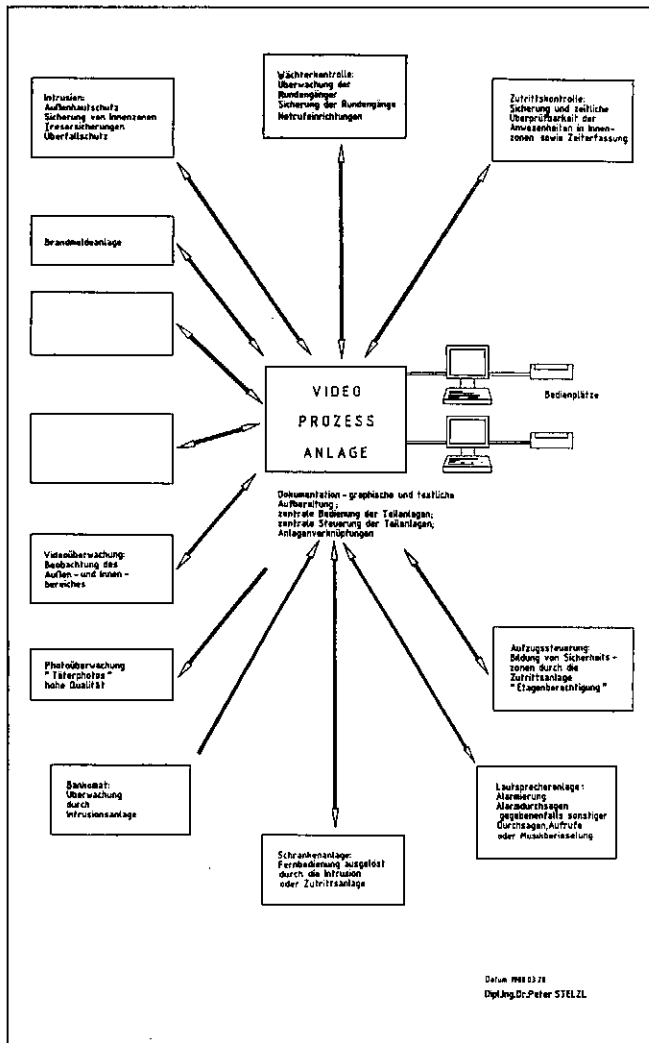 Intrusion:
Außenhautschutz
Sicherung von Innenzonen
Tresorsicherungen
Überfallschutz
Wächterkontrolle:
Überwachung der
Rundengänger
Sicherung der Rundengänge
Notrufeinrichtungen
Zutrittskontrolle:
Sicherung und zeitliche
Überprüfbarkeit der
Anwesenheiten in Innen-
zonen sowie Zeiterfassung
Brandmeldeanlage
VIDEO
PROZESS
ANLAGE
Bedienplätze
Dokumentation - graphische und textliche
Aufbereitung;
zentrale Bedienung der Teilanlagen;
zentrale Steuerung der Teilanlagen;
Anlagenverknüpfungen
Videoüberwachung:
Beobachtung des
Außen - und Innen -
bereiches
Photoüberwachung
"Täterphotos"
hohe Qualität
Aufzugssteuerung:
Bildung von Sicherheits -
zonen durch die
Zutrittsanlage
"Etagenberechtigung"
Bankomat:
Überwachung
durch
Intrusionsanlage
Lautsprecheranlage:
Alarmierung
Alarmdurchsagen
gegebenenfalls sonstiger
Durchsagen, Aufrufe
oder Musikberieselung
Schrankenanlage:
Fernbedienung ausgelöst
durch die Intrusion
oder Zutrittsanlage
Datum
Dipl.Ing.Dr.Peter STELZL